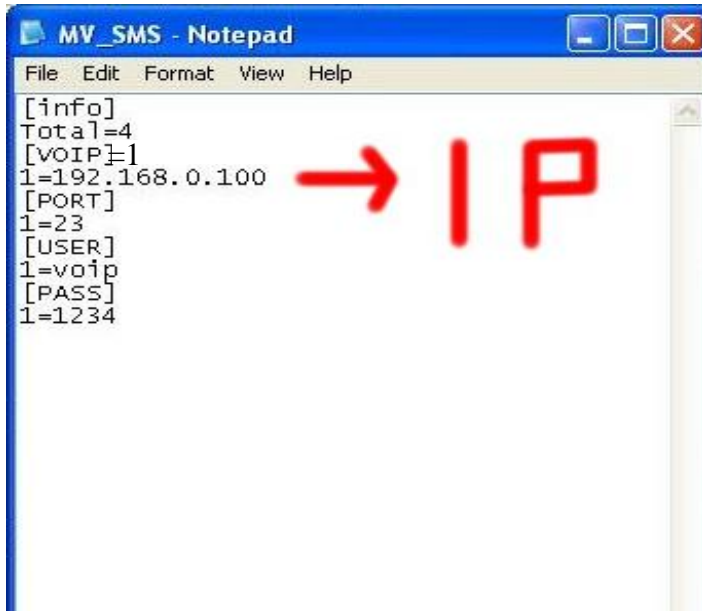 MV_SMS - Notepad
File Edit Format View Help
[info]
Total=4
[VOIP]=1
1=192.168.0.100 → IP
[PORT]
1=23
[USER]
1=voip
[PASS]
1=1234